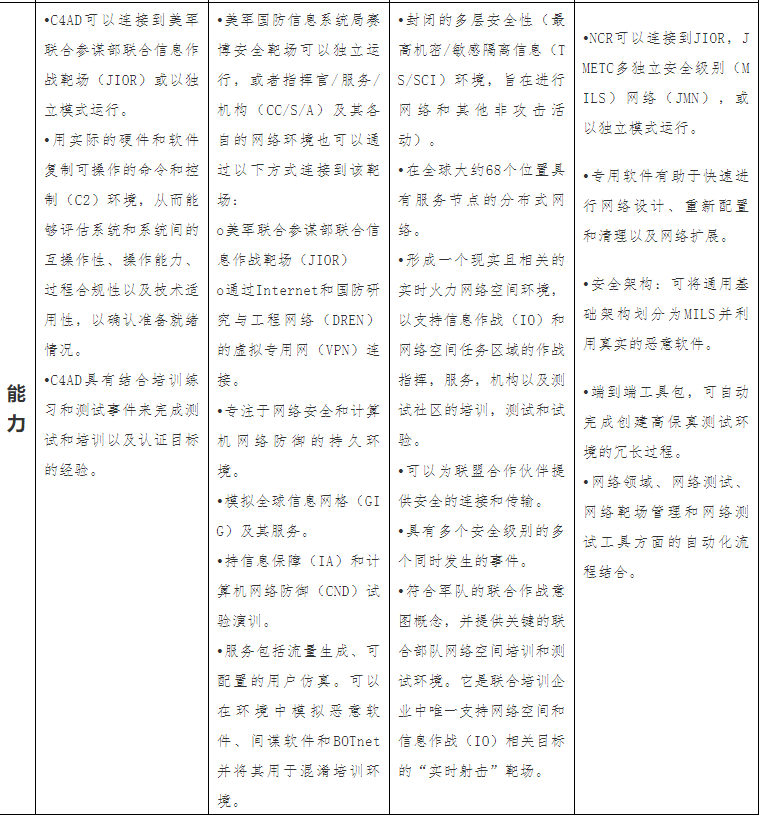 能
力
•C4AD可以连接到美军
联合参谋部联合信息作
战靶场（JIOR）或以独
立模式运行。
•用实际的硬件和软件
复制可操作的命令和控
制（C2）环境，从而能
够评估系统和系统间的
互操作性、操作能力、
过程合规性以及技术适
用性，以确认准备就绪
情况。
•C4AD具有结合培训练
习和测试事件来完成测
试和培训以及认证目标
的经验。
•美军国防信息系统局赛
博安全靶场可以独立运
行，或者指挥官/服务/
机构（CC/S/A）及其各
自的网络环境也可以通
过以下方式连接到该靶
场：
o美军联合参谋部联合信
息作战靶场（JIOR）
o通过Internet和国防研
究与工程网络（DREN）
的虚拟专用网（VPN）连
接。
•专注于网络安全和计算
机网络防御的持久环
境。
•模拟全球信息网格（GI
G）及其服务。
•持信息保障（IA）和计
算机网络防御（CND）试
验演训。
•服务包括流量生成、可
配置的用户仿真。可以
在环境中模拟恶意软
件、间谍软件和BOTnet
并将其用于混淆培训环
境。
•封闭的多层安全性（最
高机密/敏感隔离信息（T
S/SCI）环境，旨在进行
网络和其他非攻击活
动）。
•在全球大约68个位置具
有服务节点的分布式网
络。
•形成一个现实且相关的
实时火力网络空间环境，
以支持信息作战（IO）和
网络空间任务区域的作战
指挥，服务，机构以及测
试社区的培训，测试和试
验。
•可以为联盟合作伙伴提
供安全的连接和传输。
•具有多个安全级别的多
个同时发生的事件。
•符合军队的联合作战意
图概念，并提供关键的联
合部队网络空间培训和测
试环境。它是联合培训企
业中唯一支持网络空间和
信息作战（IO）相关目标
的“实时射击”靶场。
•NCR可以连接到JIOR，J
METC多独立安全级别（M
ILS）网络（JMN），或
以独立模式运行。
•专用软件有助于快速进
行网络设计、重新配置
和清理以及网络扩展。
•安全架构：可将通用基
础架构划分为MILS并利
用真实的恶意软件。
•端到端工具包，可自动
完成创建高保真测试环
境的冗长过程。
•网络领域、网络测试、
网络靶场管理和网络测
试工具方面的自动化流
程结合。